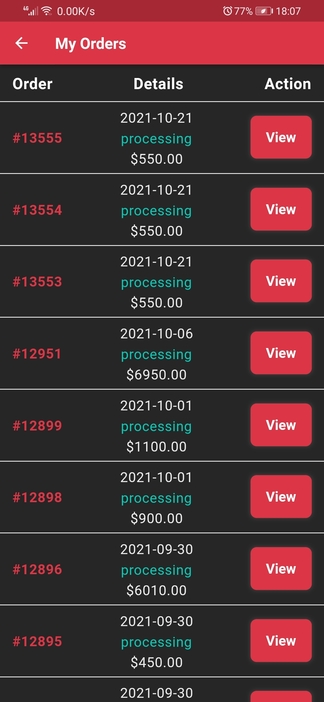 0.00K/s 77% 18:07
My Orders
Order Details Action
2021-10-21
#13555 processing View
$550.00
2021-10-21
#13554 processing View
$550.00
2021-10-21
#13553 processing View
$550.00
2021-10-06
#12951 processing View
$6950.00
2021-10-01
#12899 processing View
$1100.00
2021-10-01
#12898 processing View
$900.00
2021-09-30
#12896 processing View
$6010.00
2021-09-30
#12895 processing View
$450.00
2021-09-30